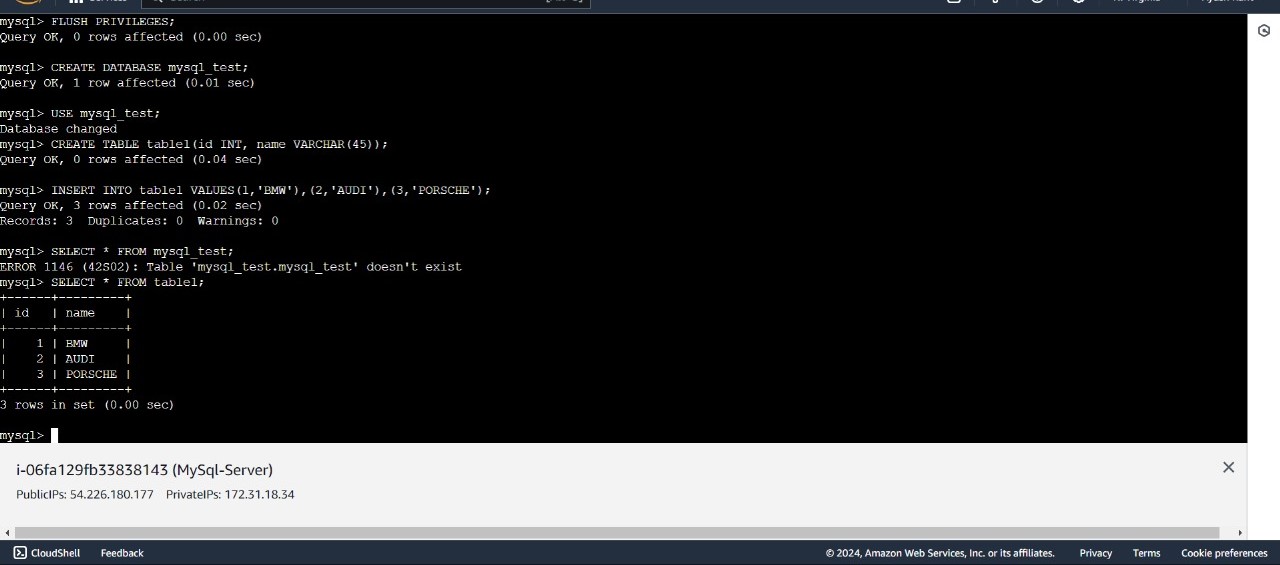 mysql> FLUSH PRIVILEGES;
Query OK, 0 rows affected (0.00 sec)
mysql> CREATE DATABASE mysql_test;
Query OK, 1 row affected (0.01 sec)
mysql> USE mysql_test;
Database changed
mysql> CREATE TABLE table1(id INT, name VARCHAR(45));
Query OK, 0 rows affected (0.04 sec)
mysql> INSERT INTO table1 VALUES(1,'BMW'),(2,'AUDI'),(3,'PORSCHE');
Query OK, 3 rows affected (0.02 sec)
Records: 3  Duplicates: 0  Warnings: 0
mysql> SELECT * FROM mysql_test;
ERROR 1146 (42S02): Table 'mysql_test.mysql_test' doesn't exist
mysql> SELECT * FROM table1;
+------+---------+
| id   | name    |
+------+---------+
|    1 | BMW     |
|    2 | AUDI    |
|    3 | PORSCHE |
+------+---------+
3 rows in set (0.00 sec)
mysql>
i-06fa129fb33838143 (MySql-Server)
PublicIPs: 54.226.180.177 PrivateIPs: 172.31.18.34
CloudShell Feedback © 2024, Amazon Web Services, Inc. or its affiliates. Privacy Terms Cookie preferences